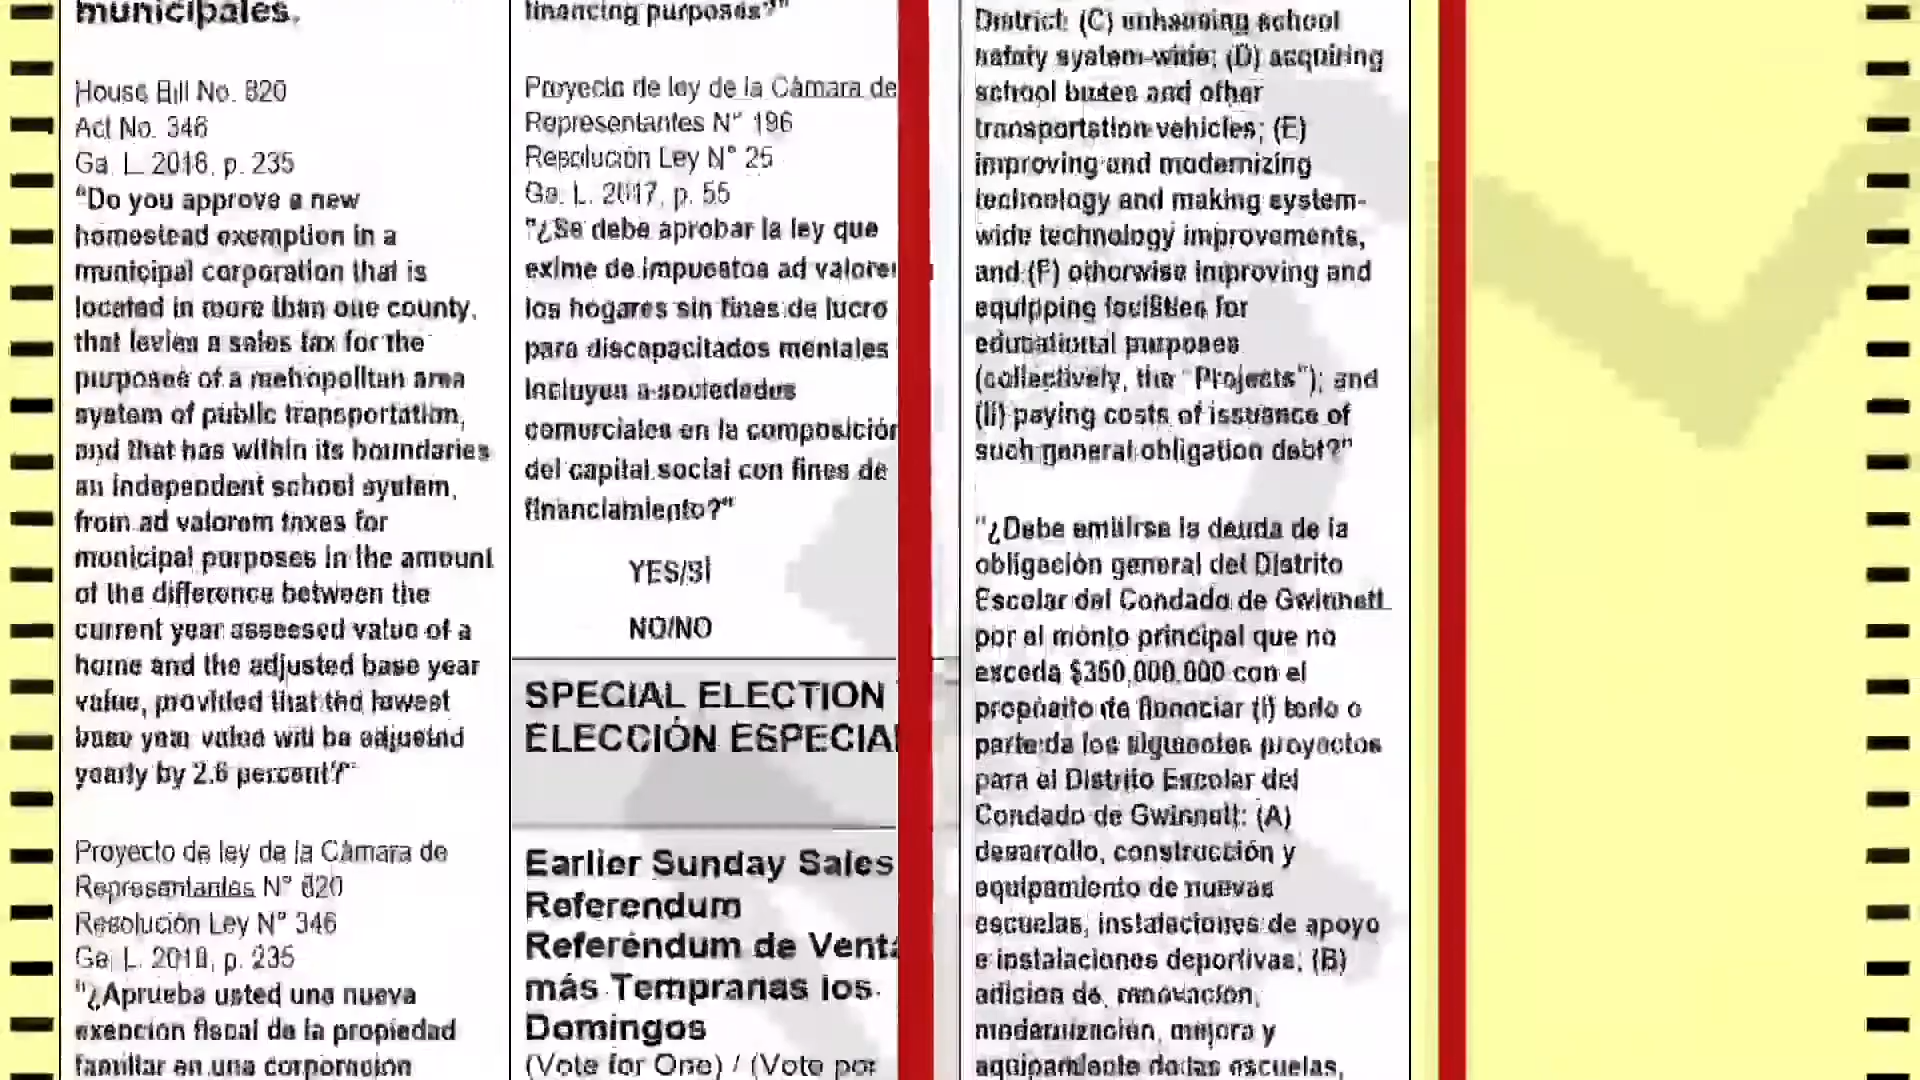 municipales.
House Bill No. 820
Act No. 346
Ga. L. 2018, p. 235
"Do you approve a new
homestead exemption in a
municipal corporation that is
located in more than one county,
that levies a sales tax for the
purposes of a metropolitan area
system of public transportation,
and that has within its boundaries
an independent school system,
from ad valorem taxes for
municipal purposes in the amount
of the difference between the
current year assessed value of a
home and the adjusted base year
value, provided that the lowest
base year value will be adjusted
yearly by 2.6 percent?"
Proyecto de ley de la Cámara de
Representantes N° 820
Resolución Ley N° 346
Ga. L. 2018, p. 235
"¿Aprueba usted una nueva
exención fiscal de la propiedad
familiar en una corporación
financing purposes?"
Proyecto de ley de la Cámara de
Representantes N° 196
Resolución Ley N° 25
Ga. L. 2017, p. 55
"¿Se debe aprobar la ley que
exime de impuestos ad valorem
los hogares sin fines de lucro
para discapacitados mentales
incluyen a sociedades
comerciales en la composición
del capital social con fines de
financiamiento?"
YES/SÍ
NO/NO
SPECIAL ELECTION
ELECCIÓN ESPECIAL
Earlier Sunday Sales
Referendum
Referéndum de Venta
más Tempranas los
Domingos
(Vote for One) / (Vote por
District; (C) enhancing school
safety system-wide; (D) acquiring
school buses and other
transportation vehicles; (E)
improving and modernizing
technology and making system-
wide technology improvements,
and (F) otherwise improving and
equipping facilities for
educational purposes
(collectively, the "Projects"); and
(ii) paying costs of issuance of
such general obligation debt?"
"¿Debe emitirse la deuda de la
obligación general del Distrito
Escolar del Condado de Gwinnett
por el monto principal que no
exceda $350,000,000 con el
propósito de financiar (i) todo o
parte da los siguientes proyectos
para el Distrito Escolar del
Condado de Gwinnett: (A)
desarrollo, construcción y
equipamiento de nuevas
escuelas, instalaciones de apoyo
e instalaciones deportivas; (B)
adición de, renovación,
modernización, mejora y
equipamiento de las escuelas,